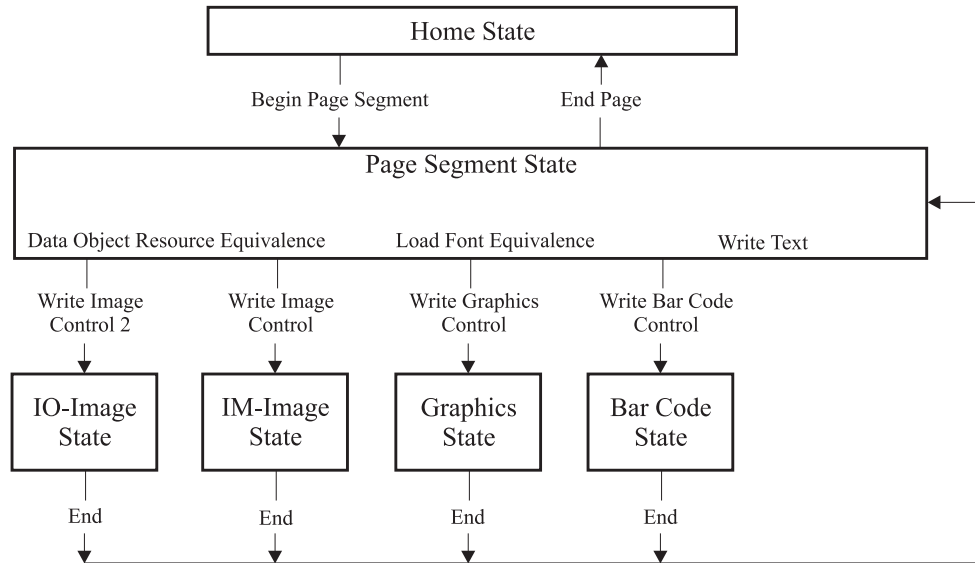 Home State
Begin Page Segment
End Page
Page Segment State
Data Object Resource Equivalence
Load Font Equivalence
Write Text
Write Image
Control 2
Write Image
Control
Write Graphics
Control
Write Bar Code
Control
IO-Image
State
IM-Image
State
Graphics
State
Bar Code
State
End
End
End
End